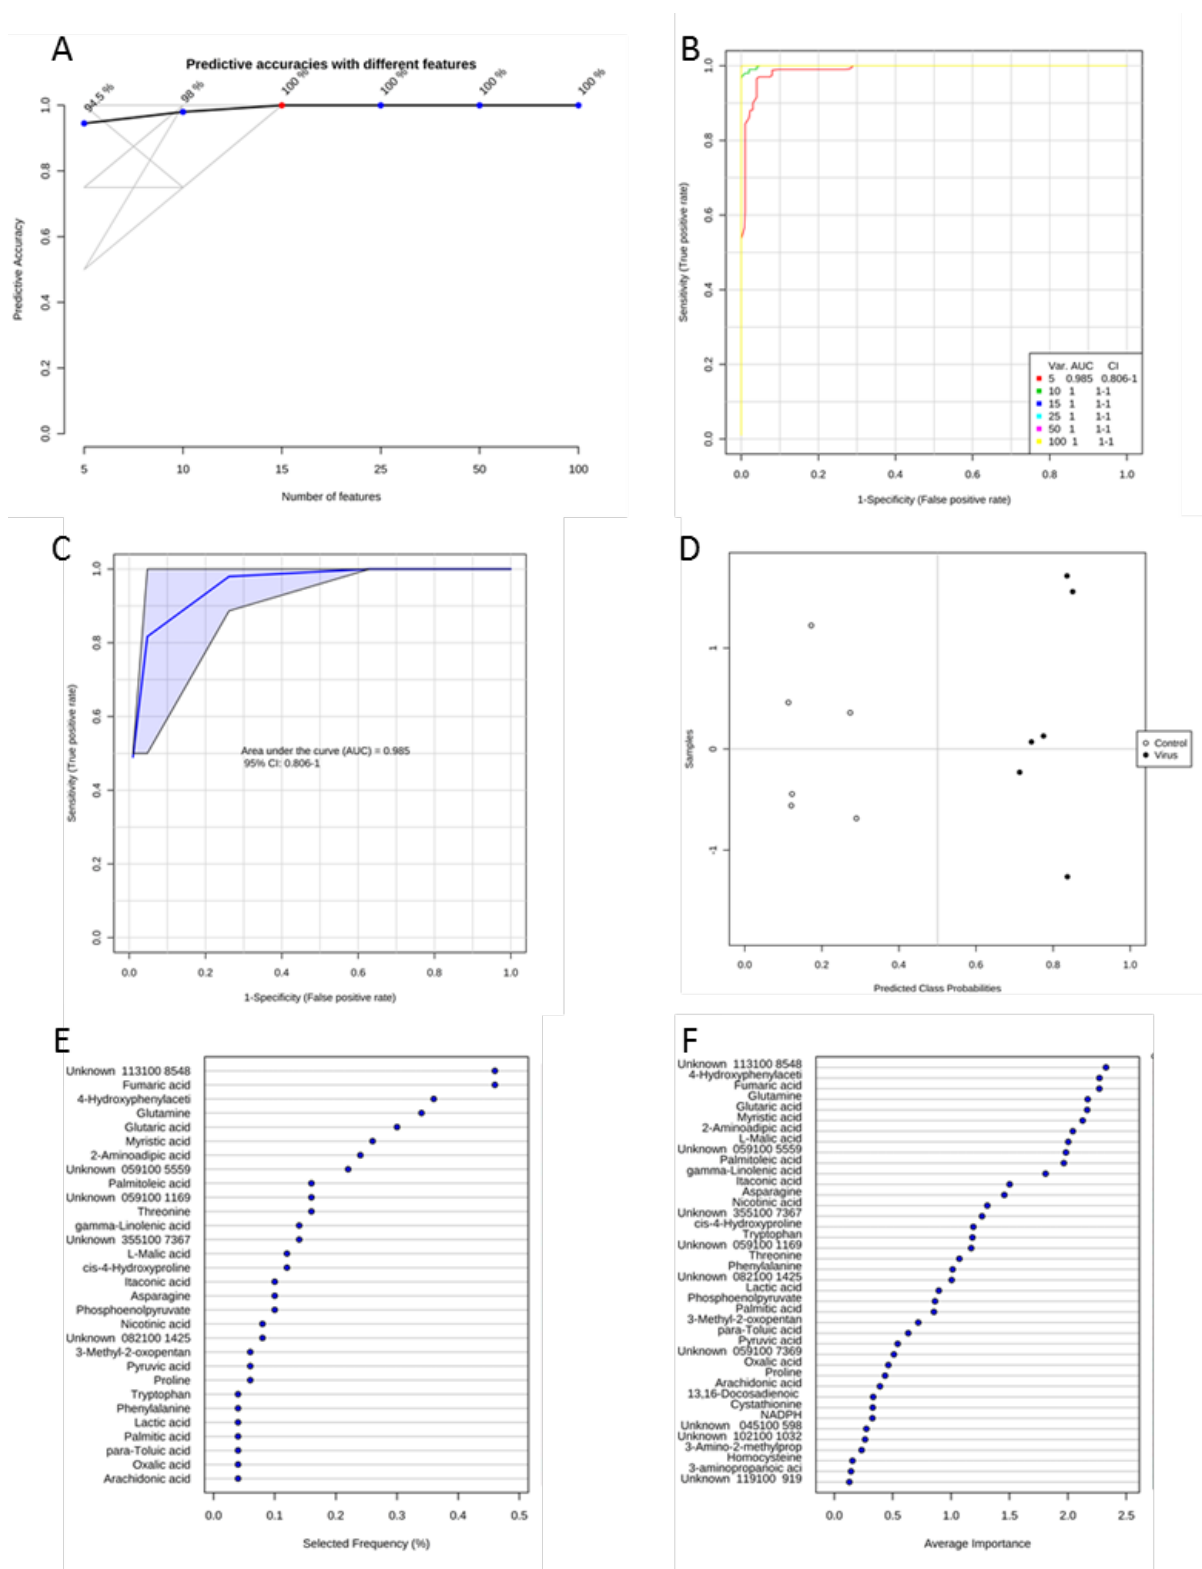 A
Predictive accuracies with different features
94.5 %
98 %
100 %
100 %
100 %
100 %
1.0
0.8
0.6
0.4
0.2
0.0
Predictive Accuracy
5
10
15
25
50
100
Number of features
B
1.0
0.8
0.6
0.4
0.2
0.0
Sensitivity (True positive rate)
Var. AUC CI
5 0.985 0.806-1
10 1 1-1
15 1 1-1
25 1 1-1
50 1 1-1
100 1 1-1
0.0 0.2 0.4 0.6 0.8 1.0
1-Specificity (False positive rate)
C
1.0
0.8
0.6
0.4
0.2
0.0
Sensitivity (True positive rate)
Area under the curve (AUC) = 0.985
95% CI: 0.806-1
0.0 0.2 0.4 0.6 0.8 1.0
1-Specificity (False positive rate)
D
1
0
-1
Samples
Control
Virus
0.0 0.2 0.4 0.6 0.8 1.0
Predicted Class Probabilities
E
Unknown 113100 8548
Fumaric acid
4-Hydroxyphenylaceti
Glutamine
Glutaric acid
Myristic acid
2-Aminoadipic acid
Unknown 059100 5559
Palmitoleic acid
Unknown 059100 1169
Threonine
gamma-Linolenic acid
Unknown 355100 7367
L-Malic acid
cis-4-Hydroxyproline
Itaconic acid
Asparagine
Phosphoenolpyruvate
Nicotinic acid
Unknown 082100 1425
3-Methyl-2-oxopentan
Pyruvic acid
Proline
Tryptophan
Phenylalanine
Lactic acid
Palmitic acid
para-Toluic acid
Oxalic acid
Arachidonic acid
0.0 0.1 0.2 0.3 0.4 0.5
Selected Frequency (%)
F
Unknown 113100 8548
4-Hydroxyphenylaceti
Fumaric acid
Glutamine
Glutaric acid
Myristic acid
2-Aminoadipic acid
L-Malic acid
Unknown 059100 5559
Palmitoleic acid
gamma-Linolenic acid
Itaconic acid
Asparagine
Nicotinic acid
Unknown 355100 7367
cis-4-Hydroxyproline
Tryptophan
Unknown 059100 1169
Threonine
Phenylalanine
Unknown 082100 1425
Lactic acid
Phosphoenolpyruvate
Palmitic acid
3-Methyl-2-oxopentan
para-Toluic acid
Pyruvic acid
Unknown 059100 7369
Oxalic acid
Proline
Arachidonic acid
13,16-Docosadienoic
Cystathionine
NADPH
Unknown 045100 598
Unknown 102100 1032
3-Amino-2-methylprop
Homocysteine
3-aminopropanoic aci
Unknown 119100 919
0.0 0.5 1.0 1.5 2.0 2.5
Average Importance